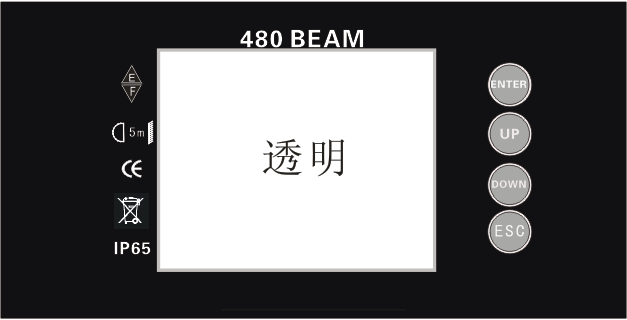 480 BEAM
E
F
5m
CE
IP65
透明
ENTER
UP
DOWN
ESC